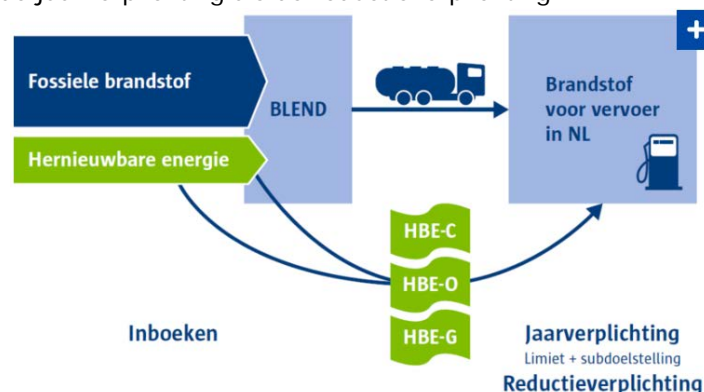 Fossiele brandstof
BLEND
Hernieuwbare energie
Brandstof
voor vervoer
in NL
HBE-C
HBE-O
HBE-G
Inboeken
Jaarverplichting
Limiet + subdoelstelling
Reductieverplichting